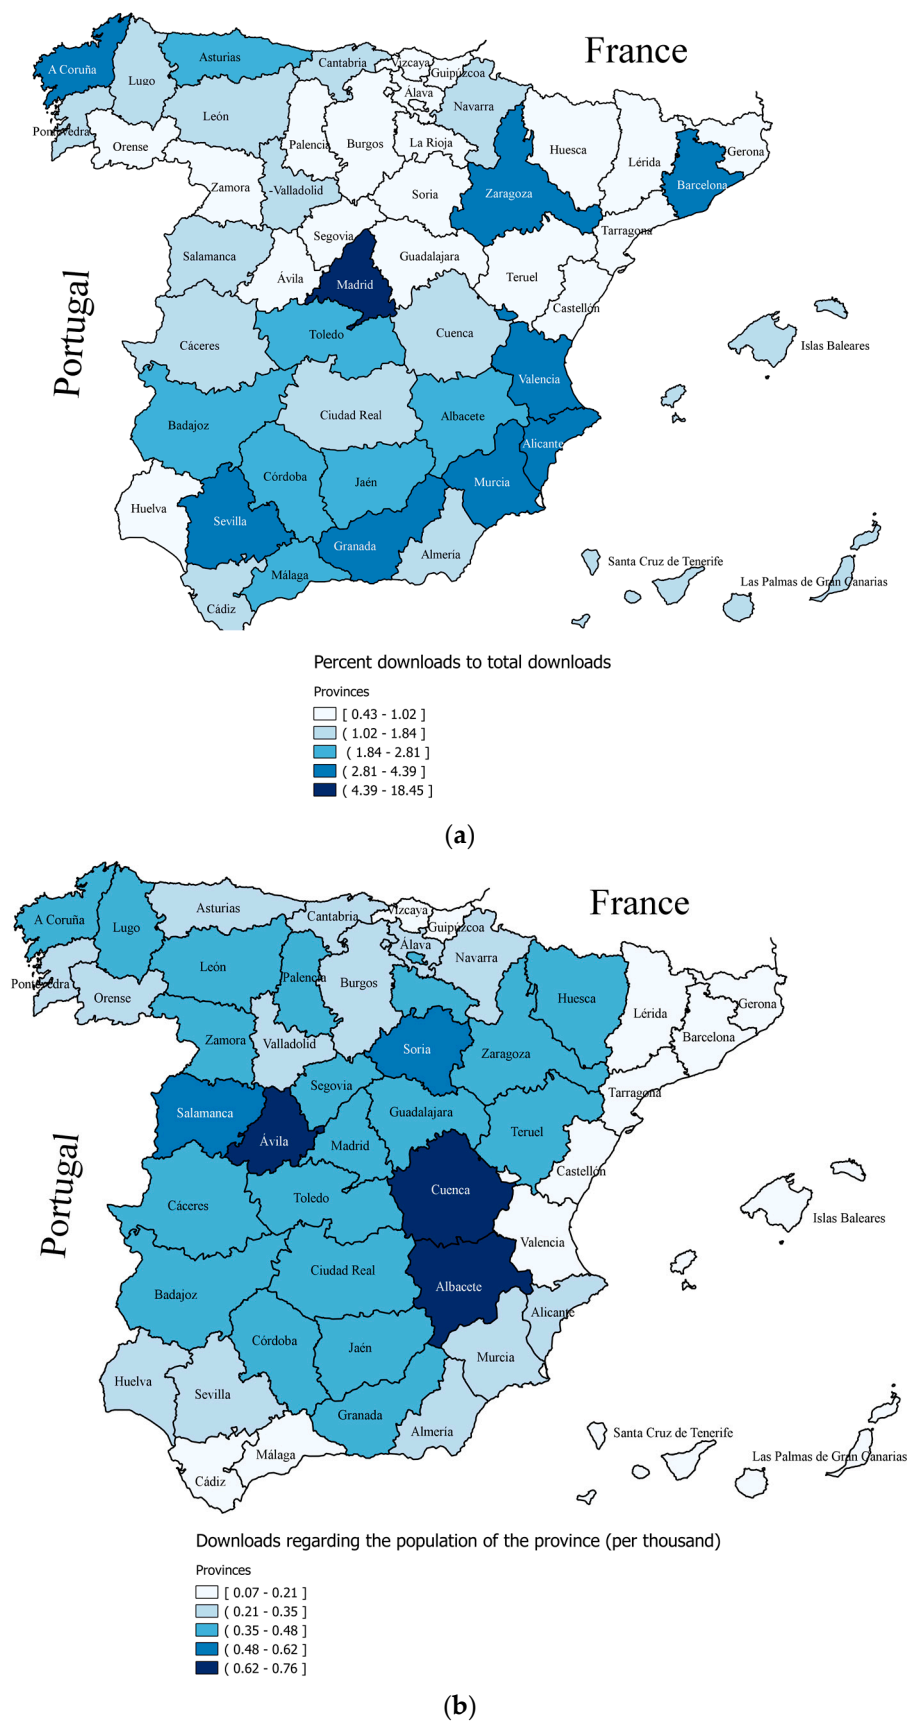 France
A Coruña
Lugo
Asturias
Cantabria
Vizcaya
Guipúzcoa
Álava
Navarra
León
Pontevedra
Orense
Palencia
Burgos
La Rioja
Huesca
Lérida
Gerona
Barcelona
Zamora
-Valladolid
Soria
Zaragoza
Tarragona
Segovia
Salamanca
Ávila
Madrid
Guadalajara
Teruel
Castellón
Portugal
Cáceres
Toledo
Cuenca
Islas Baleares
Valencia
Badajoz
Ciudad Real
Albacete
Alicante
Córdoba
Jaén
Murcia
Huelva
Sevilla
Granada
Almería
Málaga
Cádiz
Santa Cruz de Tenerife
Las Palmas de Gran Canarias
Percent downloads to total downloads
Provinces
[ 0.43 - 1.02 ]
( 1.02 - 1.84 ]
( 1.84 - 2.81 ]
( 2.81 - 4.39 ]
( 4.39 - 18.45 ]
(a)
France
A Coruña
Lugo
Asturias
Cantabria
Vizcaya
Guipúzcoa
Álava
Navarra
León
Pontevedra
Orense
Palencia
Burgos
Huesca
Lérida
Gerona
Barcelona
Zamora
Valladolid
Soria
Zaragoza
Tarragona
Segovia
Salamanca
Ávila
Madrid
Guadalajara
Teruel
Castellón
Portugal
Cáceres
Toledo
Cuenca
Islas Baleares
Valencia
Badajoz
Ciudad Real
Albacete
Alicante
Córdoba
Jaén
Murcia
Huelva
Sevilla
Granada
Almería
Málaga
Cádiz
Santa Cruz de Tenerife
Las Palmas de Gran Canarias
Downloads regarding the population of the province (per thousand)
Provinces
[ 0.07 - 0.21 ]
( 0.21 - 0.35 ]
( 0.35 - 0.48 ]
( 0.48 - 0.62 ]
( 0.62 - 0.76 ]
(b)